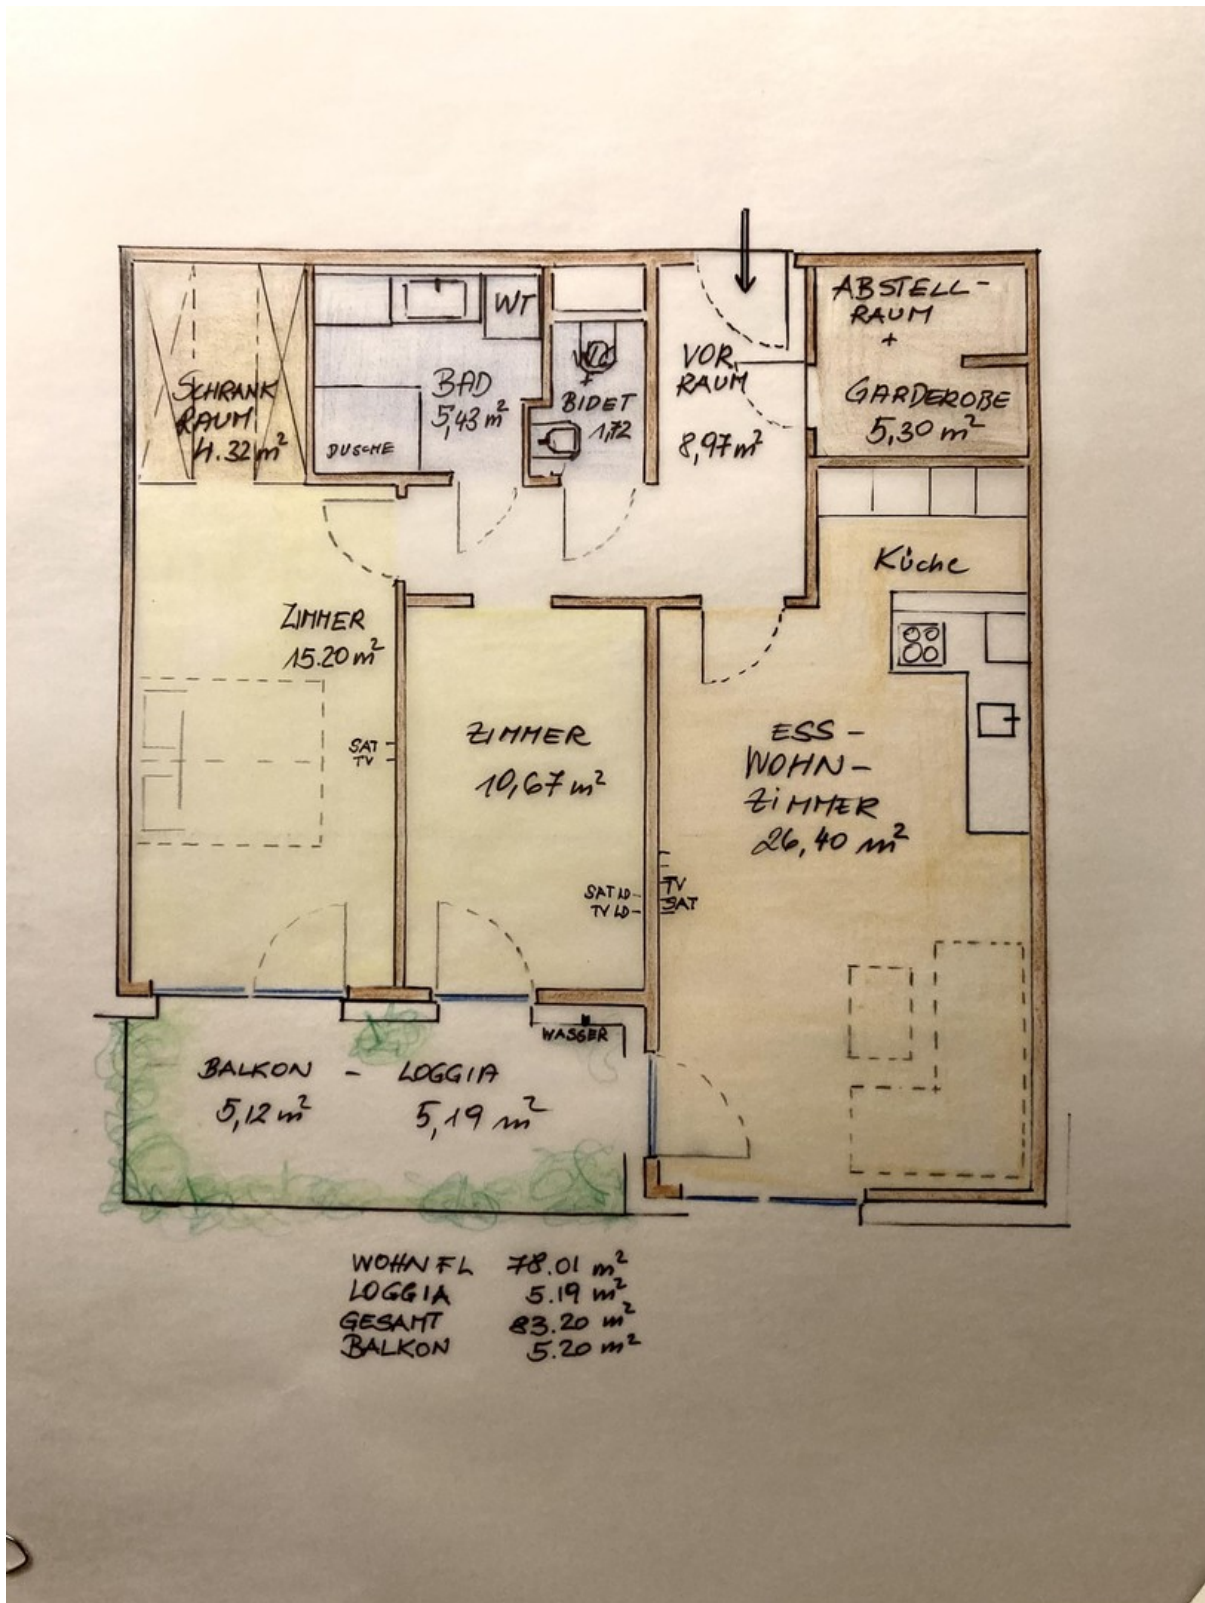 ABSTELL-
RAUM
+
GARDEROBE
5,30 m²
WT
BAD
5,43 m²
DUSCHE
SCHRANK
RAUM
4.32 m²
WC
+
BIDET
1,72
VOR
RAUM
8,97 m²
Küche
ZIMMER
15.20 m²
SAT
TV
ZIMMER
10,67 m²
ESS-
WOHN-
ZIMMER
26,40 m²
SAT LD
TV LD
TV
SAT
WASSER
BALKON - LOGGIA
5,12 m² 5,19 m²
WOHNFL 78.01 m²
LOGGIA 5.19 m²
GESAMT 83.20 m²
BALKON 5.20 m²